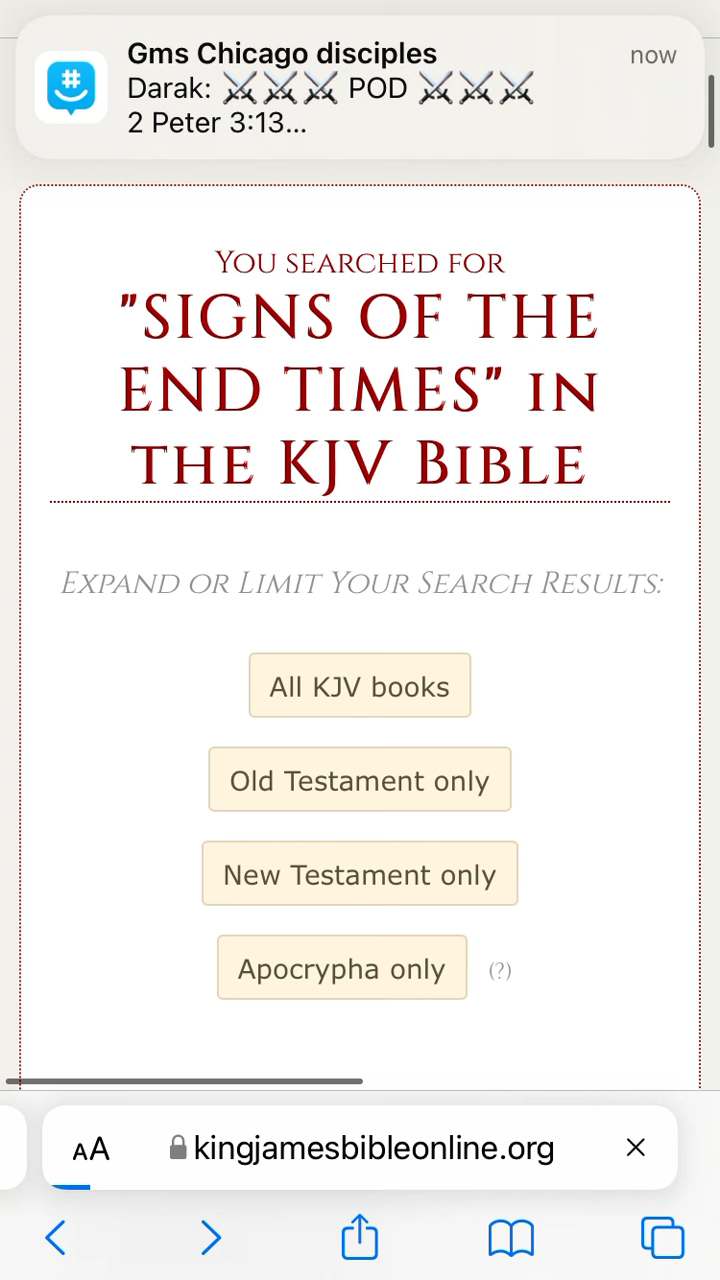 Gms Chicago disciples
now
Darak: ⚔️⚔️⚔️ POD ⚔️⚔️⚔️
2 Peter 3:13...
You searched for
"SIGNS OF THE
END TIMES" in
the KJV Bible
Expand or Limit Your Search Results:
All KJV books
Old Testament only
New Testament only
Apocrypha only (?)
AA kingjamesbibleonline.org